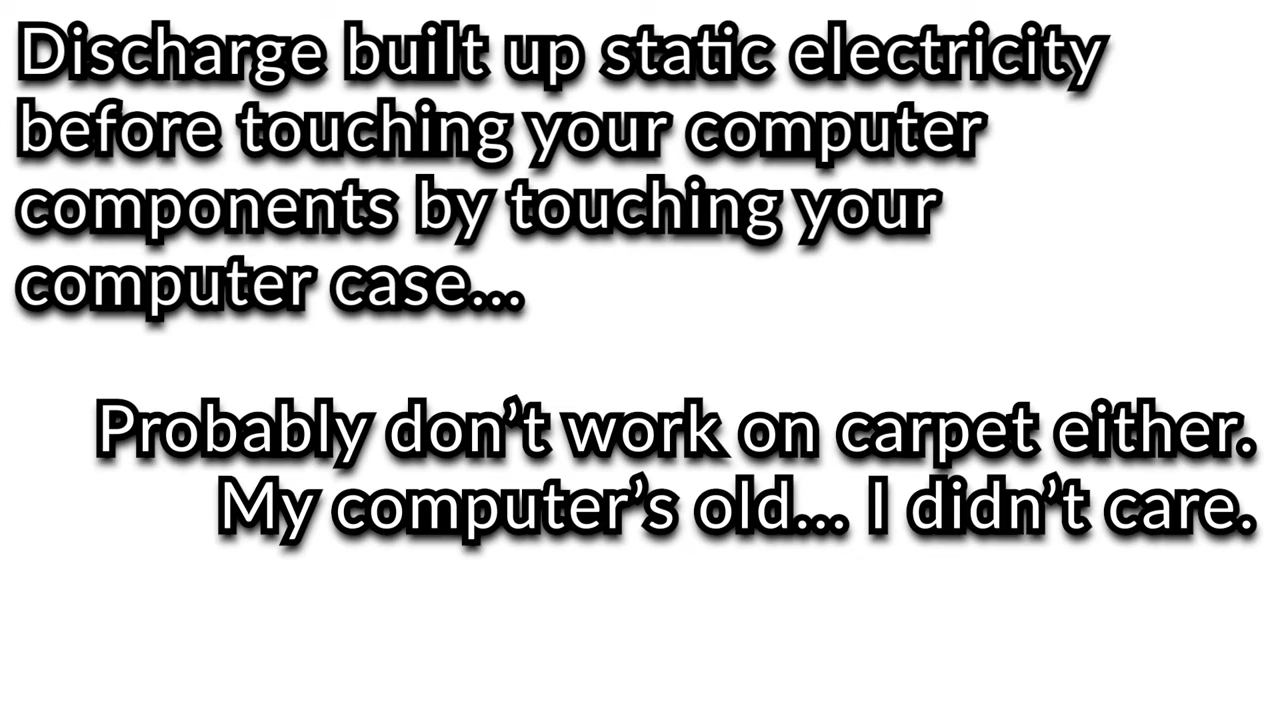 Discharge built up static electricity
before touching your computer
components by touching your
computer case...
Probably don’t work on carpet either.
My computer’s old... I didn’t care.